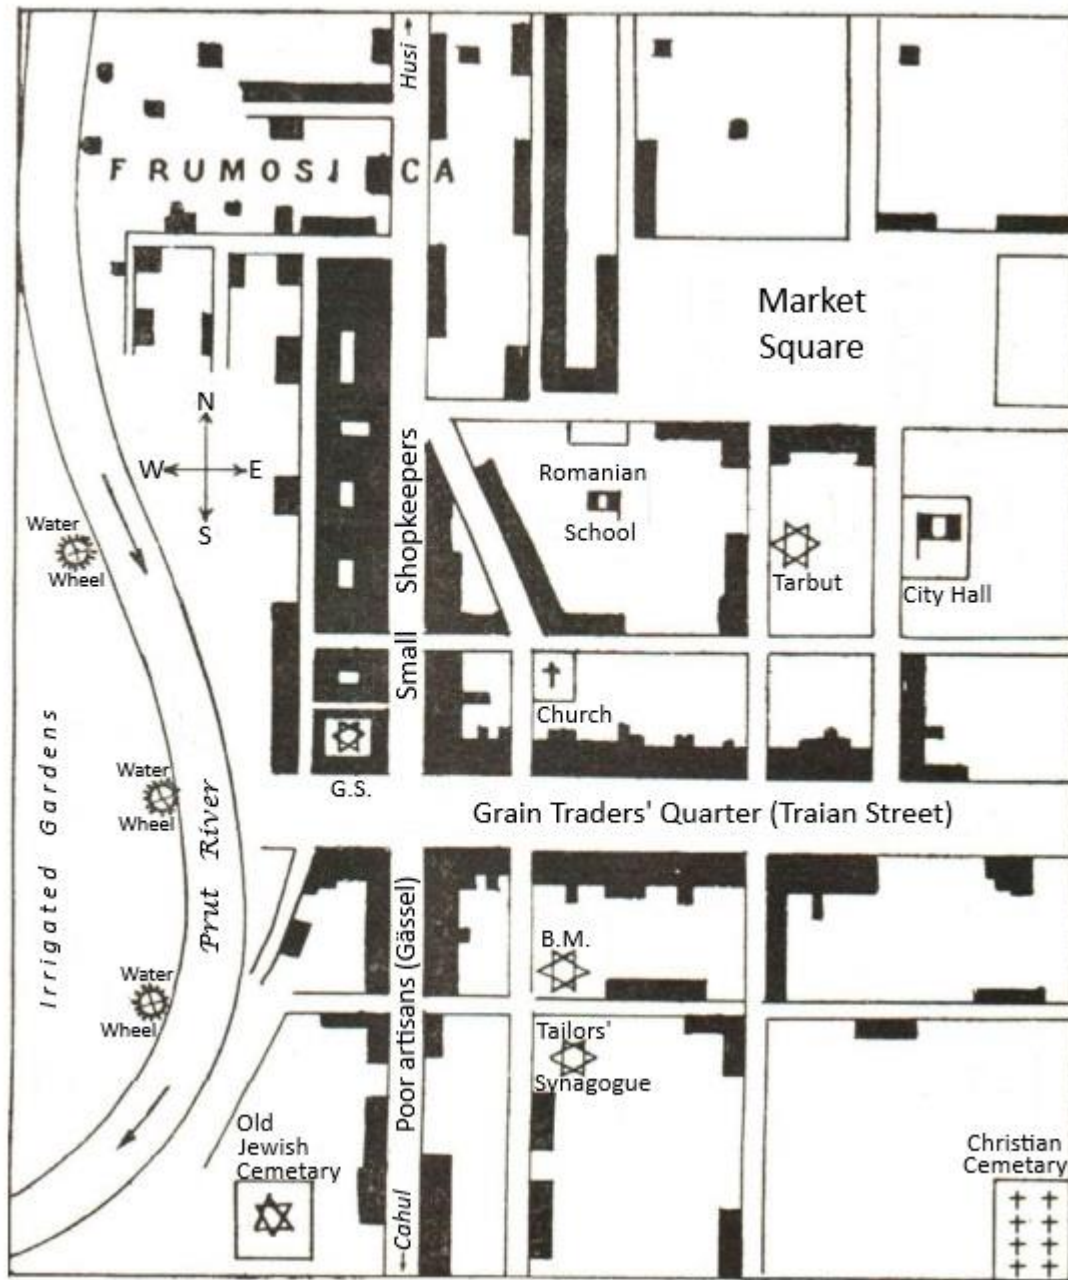 Husi
FRUMOSICA
Market
Square
N
W E
S
Small Shopkeepers
Romanian
School
Tarbut
City Hall
Water
Wheel
Church
G.S.
Irrigated Gardens
Water
Wheel
Prut River
Grain Traders' Quarter (Traian Street)
Poor artisans (Gässel)
B.M.
Water
Wheel
Tailors'
Synagogue
Old
Jewish
Cemetary
Christian
Cemetary
Cahul